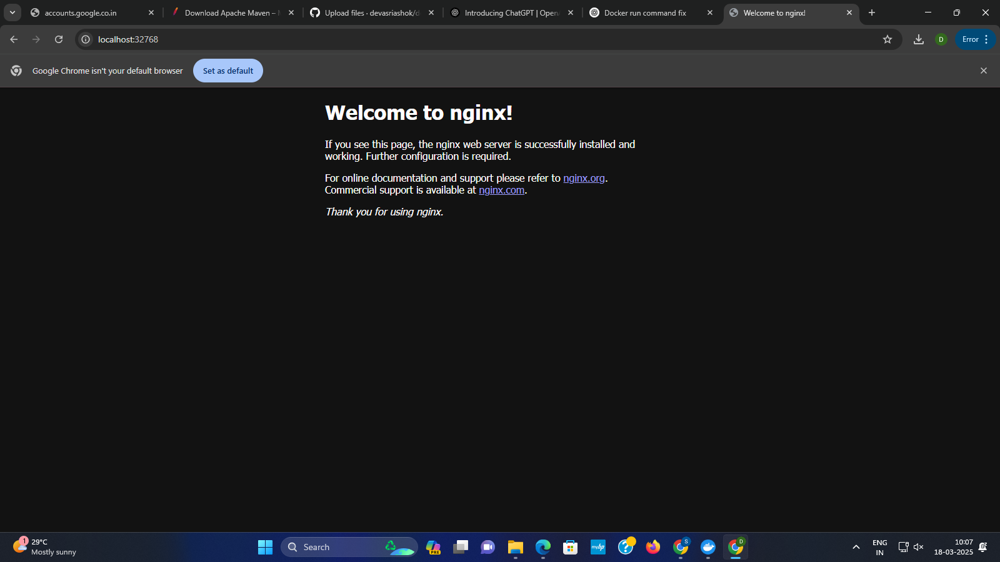 accounts.google.co.in
Download Apache Maven –
Upload files · devasriashok/d
Introducing ChatGPT | Open
Docker run command fix
Welcome to nginx!
localhost:32768
D
Error
Google Chrome isn't your default browser
Set as default
Welcome to nginx!
If you see this page, the nginx web server is successfully installed and
working. Further configuration is required.
For online documentation and support please refer to nginx.org.
Commercial support is available at nginx.com.
Thank you for using nginx.
1
29°C
Mostly sunny
Search
PRE
myhp
S
D
ENG
IN
10:07
18-03-2025